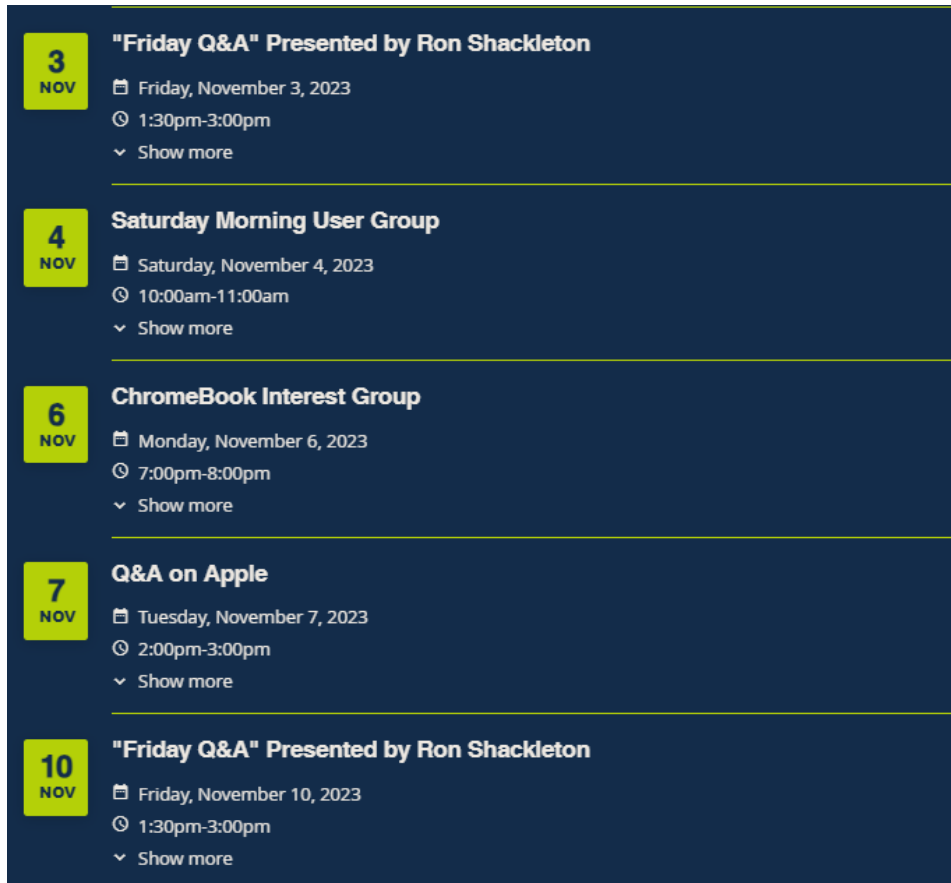 3
NOV
"Friday Q&A" Presented by Ron Shackleton
Friday, November 3, 2023
1:30pm-3:00pm
Show more
4
NOV
Saturday Morning User Group
Saturday, November 4, 2023
10:00am-11:00am
Show more
6
NOV
ChromeBook Interest Group
Monday, November 6, 2023
7:00pm-8:00pm
Show more
7
NOV
Q&A on Apple
Tuesday, November 7, 2023
2:00pm-3:00pm
Show more
10
NOV
"Friday Q&A" Presented by Ron Shackleton
Friday, November 10, 2023
1:30pm-3:00pm
Show more